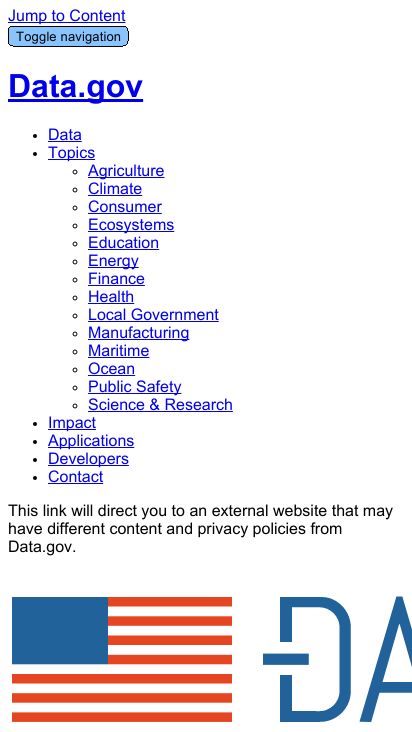 Jump to Content
Toggle navigation
Data.gov
Data
Topics
Agriculture
Climate
Consumer
Ecosystems
Education
Energy
Finance
Health
Local Government
Manufacturing
Maritime
Ocean
Public Safety
Science & Research
Impact
Applications
Developers
Contact
This link will direct you to an external website that may
have different content and privacy policies from
Data.gov.
DA